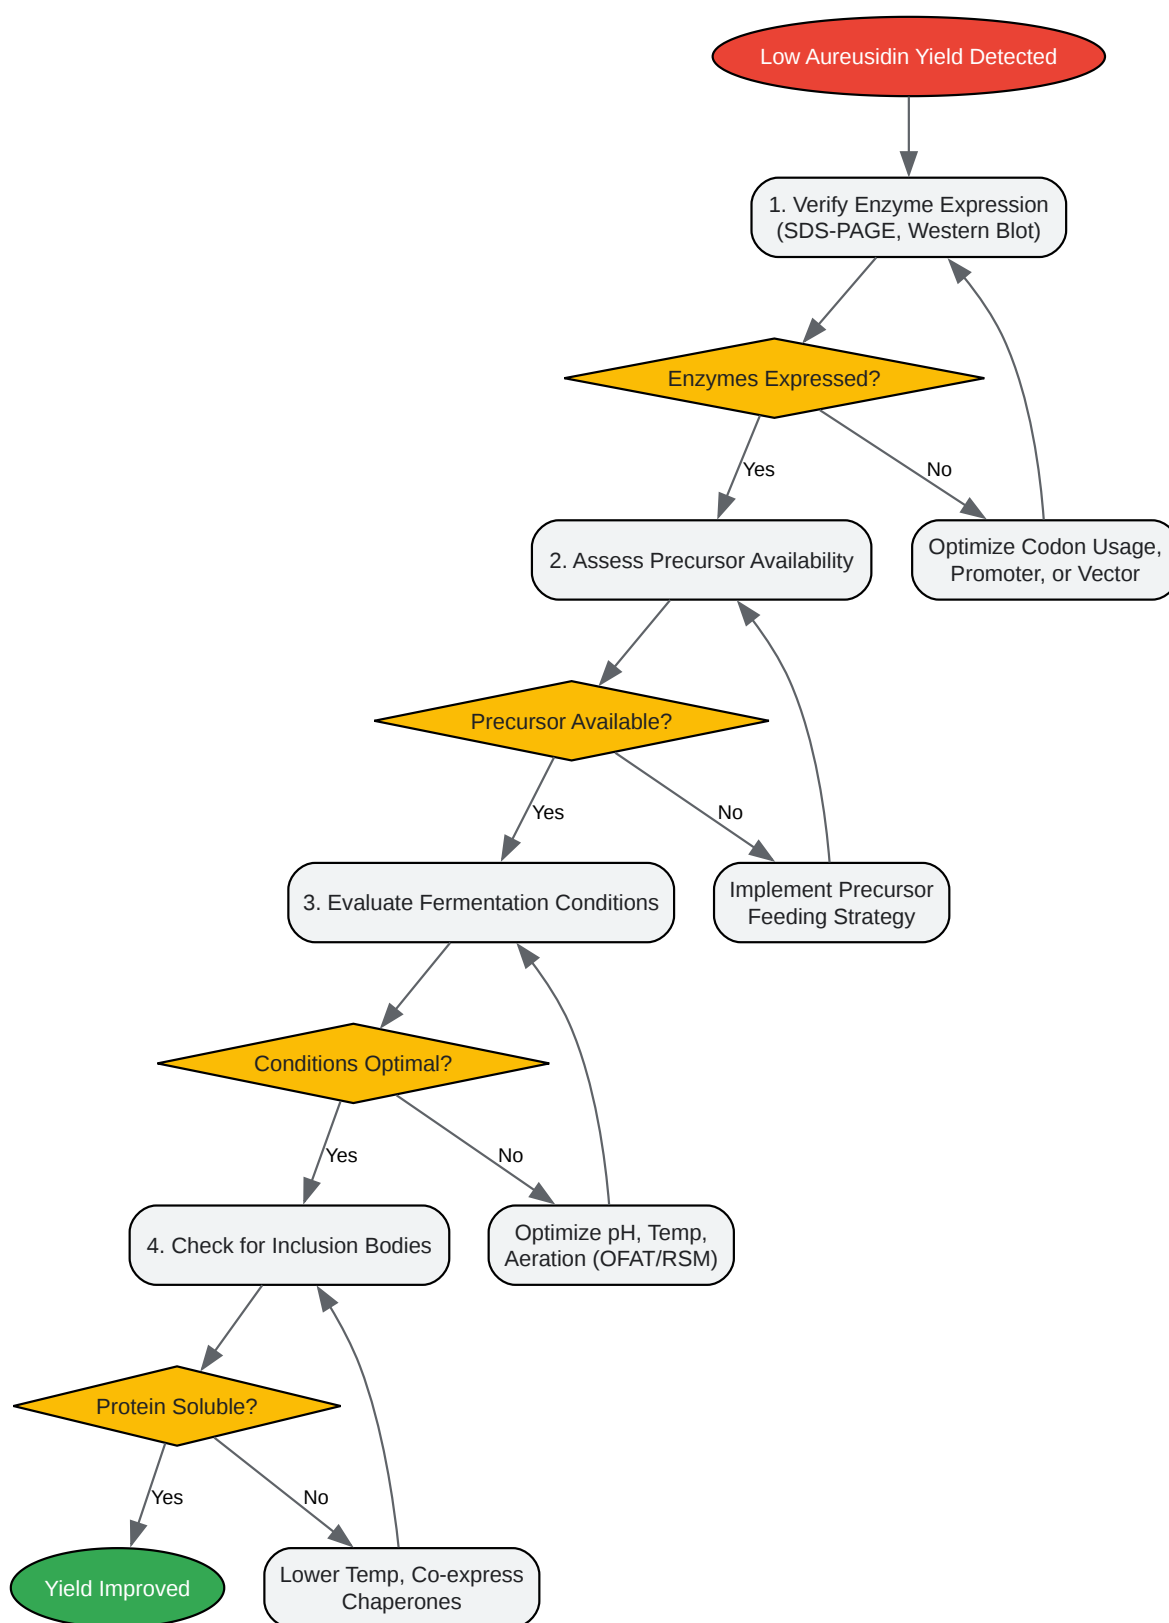 Low Aureusidin Yield Detected
1. Verify Enzyme Expression
(SDS-PAGE, Western Blot)
Enzymes Expressed?
Yes
No
2. Assess Precursor Availability
Optimize Codon Usage,
Promoter, or Vector
Precursor Available?
Yes
No
3. Evaluate Fermentation Conditions
Implement Precursor
Feeding Strategy
Conditions Optimal?
Yes
No
4. Check for Inclusion Bodies
Optimize pH, Temp,
Aeration (OFAT/RSM)
Protein Soluble?
Yes
No
Yield Improved
Lower Temp, Co-express
Chaperones